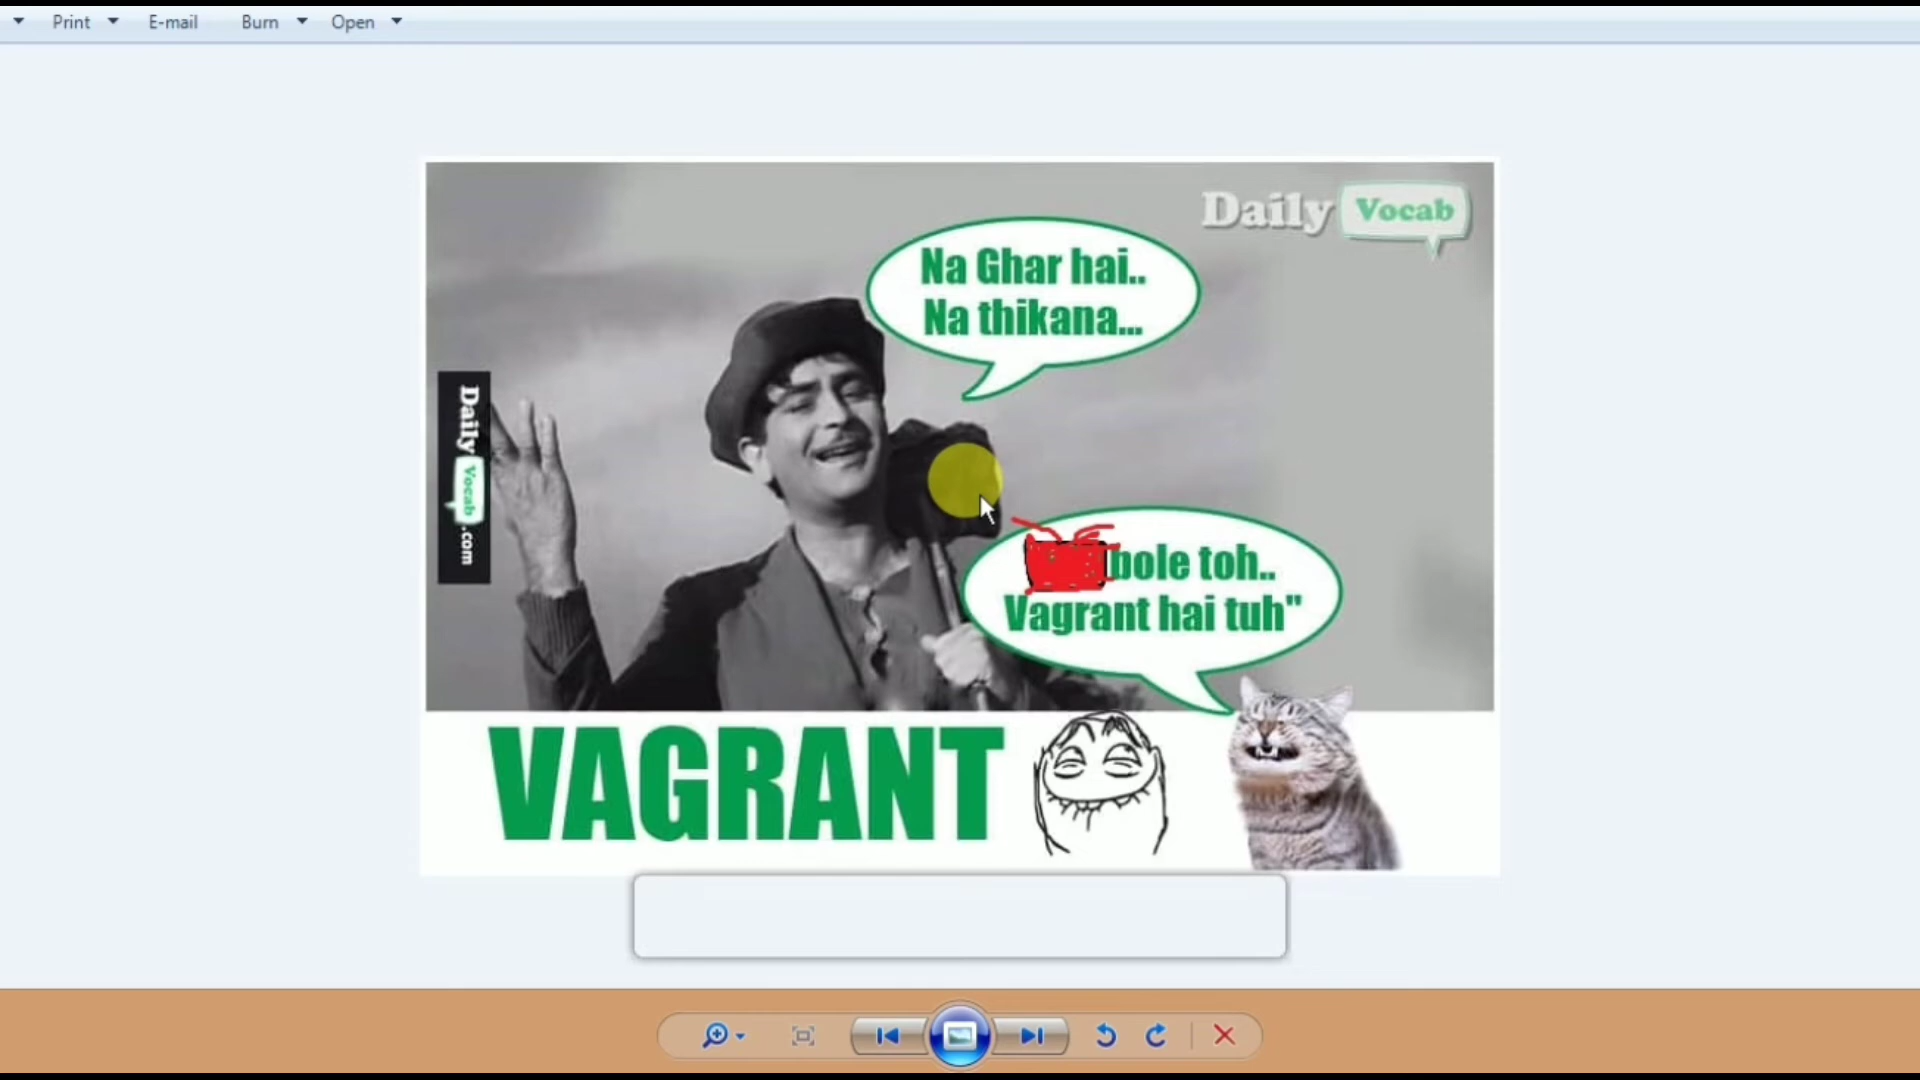 Print
E-mail
Burn
Open
Daily Vocab
Na Ghar hai..
Na thikana...
Daily Vocab .com
bole toh..
Vagrant hai tuh"
VAGRANT